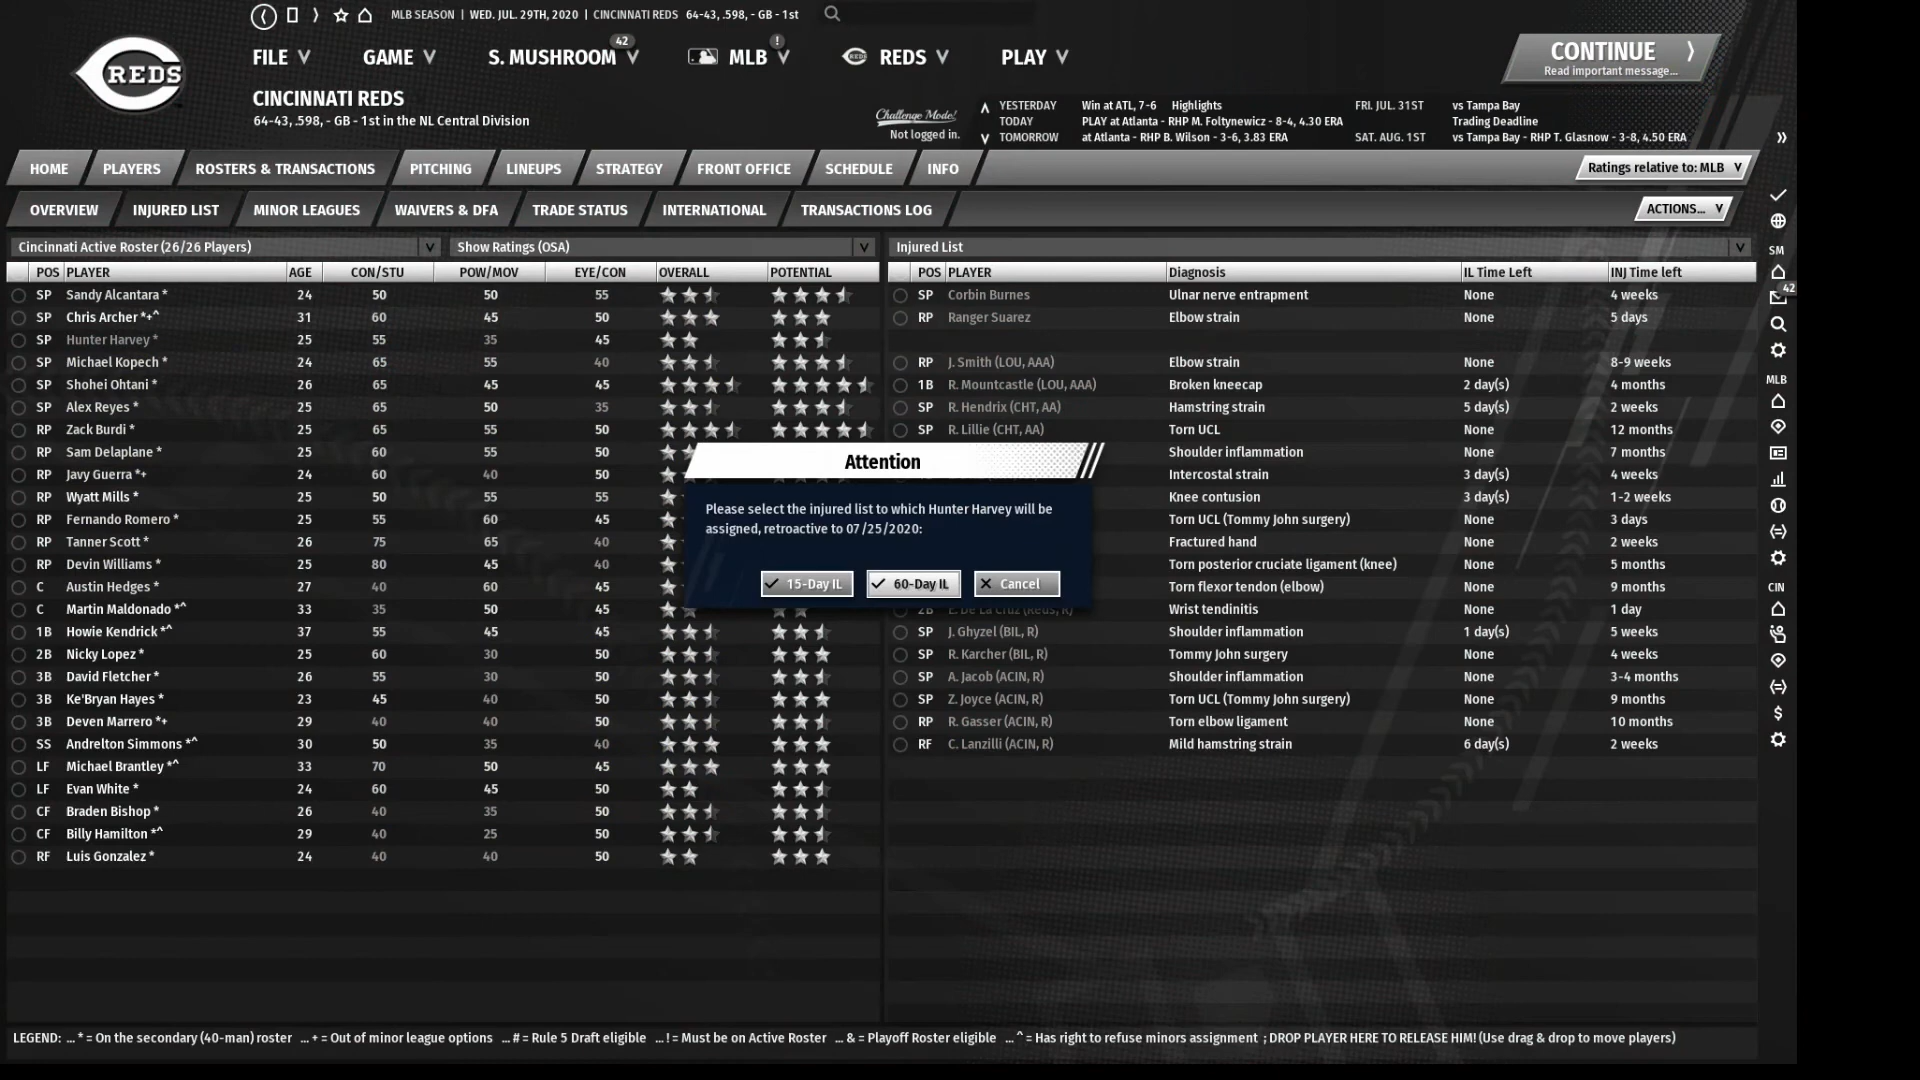 MLB SEASON | WED. JUL. 29TH, 2020 | CINCINNATI REDS 64-43, .598, - GB - 1st
FILE GAME S. MUSHROOM 42 MLB ! REDS PLAY
CONTINUE
Read important message...
REDS
CINCINNATI REDS
64-43, .598, - GB - 1st in the NL Central Division
Challenge Mode!
Not logged in.
YESTERDAY Win at ATL, 7-6 Highlights FRI. JUL. 31ST vs Tampa Bay
TODAY PLAY at Atlanta - RHP M. Foltynewicz - 8-4, 4.30 ERA Trading Deadline
TOMORROW at Atlanta - RHP B. Wilson - 3-6, 3.83 ERA SAT. AUG. 1ST vs Tampa Bay - RHP T. Glasnow - 3-8, 4.50 ERA
HOME PLAYERS ROSTERS & TRANSACTIONS PITCHING LINEUPS STRATEGY FRONT OFFICE SCHEDULE INFO Ratings relative to: MLB
OVERVIEW INJURED LIST MINOR LEAGUES WAIVERS & DFA TRADE STATUS INTERNATIONAL TRANSACTIONS LOG ACTIONS...
Cincinnati Active Roster (26/26 Players) Show Ratings (OSA)
POS PLAYER AGE CON/STU POW/MOV EYE/CON OVERALL POTENTIAL
SP Sandy Alcantara * 24 50 50 55
SP Chris Archer *+^ 31 60 45 50
SP Hunter Harvey * 25 55 35 45
SP Michael Kopech * 24 65 55 40
SP Shohei Ohtani * 26 65 45 45
SP Alex Reyes * 25 65 50 35
RP Zack Burdi * 25 65 55 50
RP Sam Delaplane * 25 60 55 50
RP Javy Guerra *+ 24 60 40 50
RP Wyatt Mills * 25 50 55 55
RP Fernando Romero * 25 55 60 45
RP Tanner Scott * 26 75 65 40
RP Devin Williams * 25 80 45 40
C Austin Hedges * 27 40 60 45
C Martin Maldonado *^ 33 35 50 45
1B Howie Kendrick *^ 37 55 45 45
2B Nicky Lopez * 25 60 30 50
3B David Fletcher * 26 55 30 50
3B Ke'Bryan Hayes * 23 45 40 50
3B Deven Marrero *+ 29 40 40 50
SS Andrelton Simmons *^ 30 50 35 40
LF Michael Brantley *^ 33 70 50 45
LF Evan White * 24 60 45 50
CF Braden Bishop * 26 40 35 50
CF Billy Hamilton *^ 29 40 25 50
RF Luis Gonzalez * 24 40 40 50
Injured List
POS PLAYER Diagnosis IL Time Left INJ Time left
SP Corbin Burnes Ulnar nerve entrapment None 4 weeks
RP Ranger Suarez Elbow strain None 5 days
RP J. Smith (LOU, AAA) Elbow strain None 8-9 weeks
1B R. Mountcastle (LOU, AAA) Broken kneecap 2 day(s) 4 months
SP R. Hendrix (CHT, AA) Hamstring strain 5 day(s) 2 weeks
SP R. Lillie (CHT, AA) Torn UCL None 12 months
Shoulder inflammation None 7 months
Intercostal strain 3 day(s) 4 weeks
Knee contusion 3 day(s) 1-2 weeks
Torn UCL (Tommy John surgery) None 3 days
Fractured hand None 2 weeks
Torn posterior cruciate ligament (knee) None 5 months
Torn flexor tendon (elbow) None 9 months
2B E. De La Cruz (Reds, R) Wrist tendinitis None 1 day
SP J. Ghyzel (BIL, R) Shoulder inflammation 1 day(s) 5 weeks
SP R. Karcher (BIL, R) Tommy John surgery None 4 weeks
SP A. Jacob (ACIN, R) Shoulder inflammation None 3-4 months
SP Z. Joyce (ACIN, R) Torn UCL (Tommy John surgery) None 9 months
RP R. Gasser (ACIN, R) Torn elbow ligament None 10 months
RF C. Lanzilli (ACIN, R) Mild hamstring strain 6 day(s) 2 weeks
Attention
Please select the injured list to which Hunter Harvey will be
assigned, retroactive to 07/25/2020:
15-Day IL 60-Day IL Cancel
SM
42
MLB
CIN
LEGEND: ... * = On the secondary (40-man) roster ... + = Out of minor league options ... # = Rule 5 Draft eligible ... ! = Must be on Active Roster ... & = Playoff Roster eligible ... ^ = Has right to refuse minors assignment ; DROP PLAYER HERE TO RELEASE HIM! (Use drag & drop to move players)